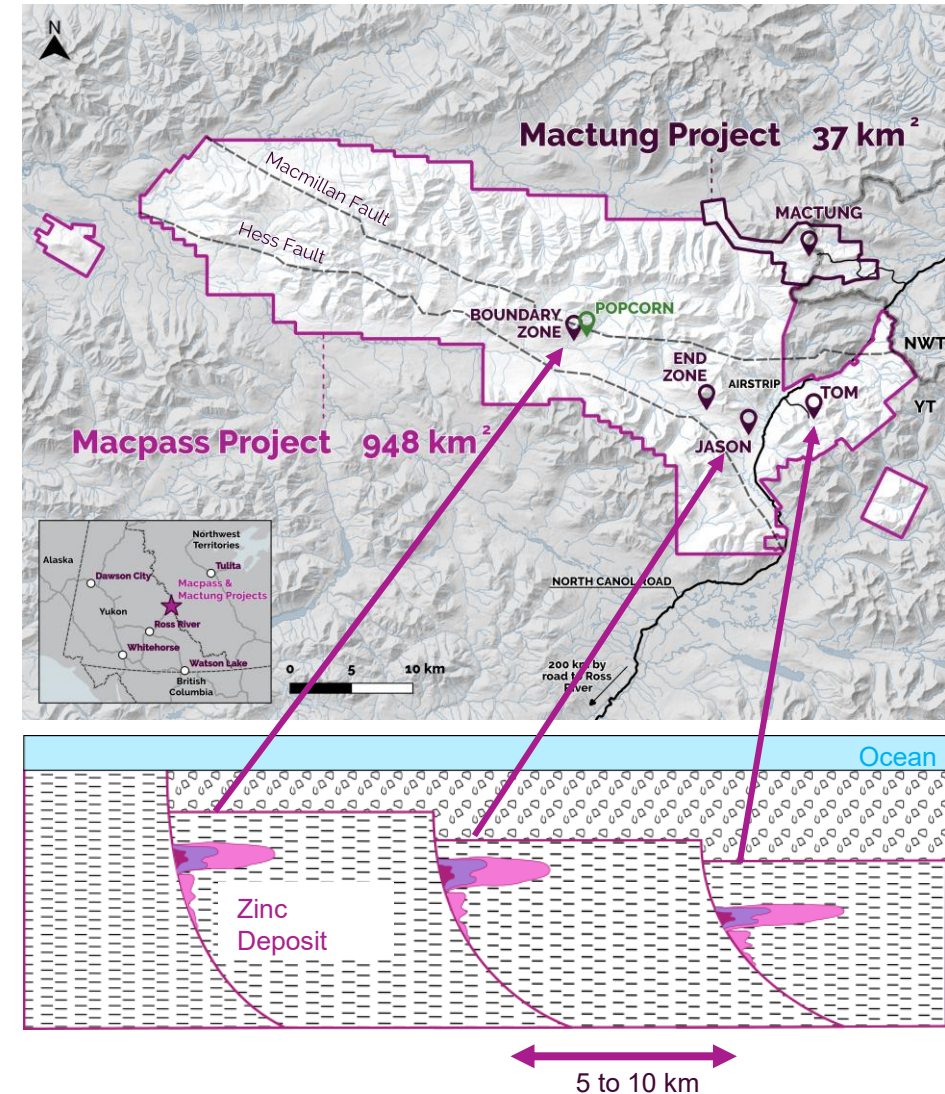 N
Mactung Project 37 km²
MACTUNG
Macmillan Fault
Hess Fault
BOUNDARY
ZONE
POPCORN
NWT
END
ZONE
AIRSTRIP
TOM
YT
JASON
Macpass Project 948 km²
Northwest
Territories
Alaska
Tulita
Dawson City
Macpass &
Mactung Projects
Yukon
Ross River
Whitehorse
Watson Lake
British
Columbia
NORTH CANOL ROAD
0 5 10 km
200 km by
road to Ross
River
Ocean
Zinc
Deposit
5 to 10 km